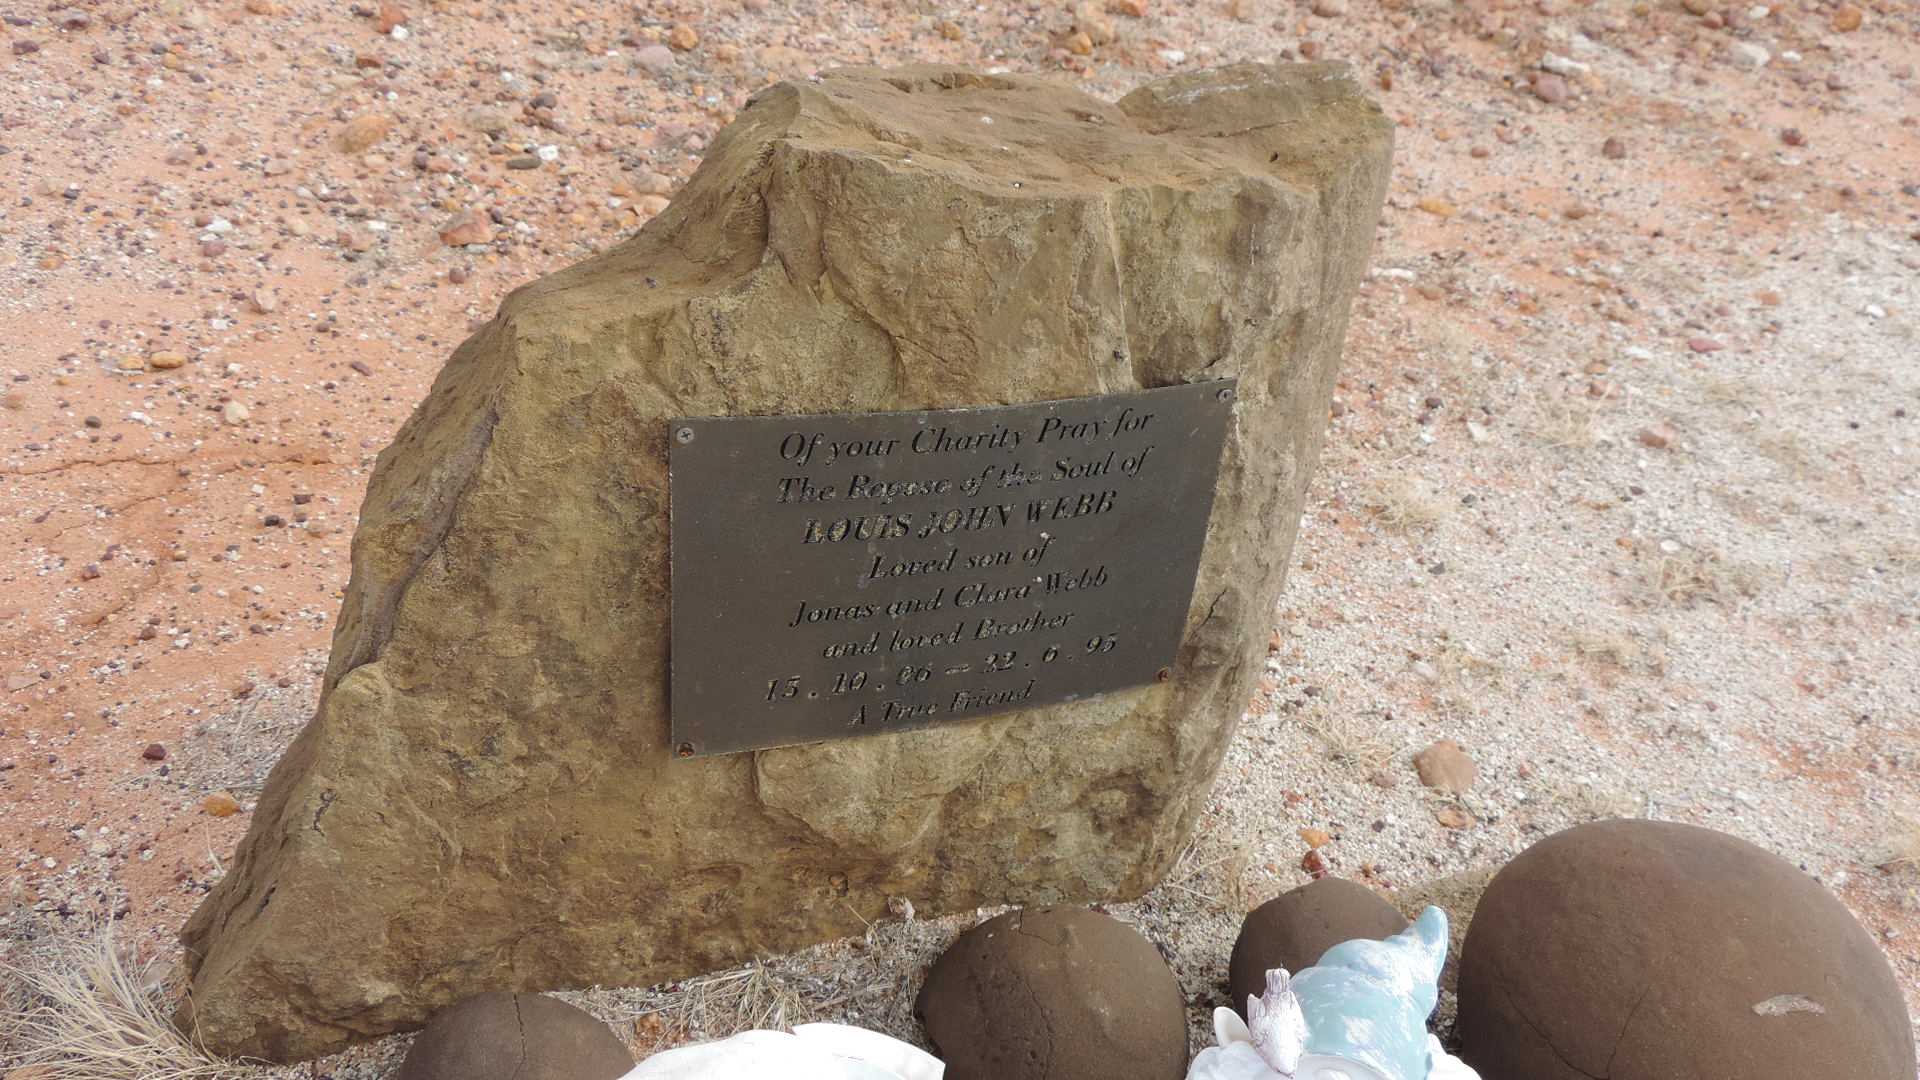 Of your Charity Pray for
The Repose of the Soul of
LOUIS JOHN WEBB
Loved son of
Jonas and Clara Webb
and loved Brother
15 . 10 . – 22 . 6 . 95
A True Friend